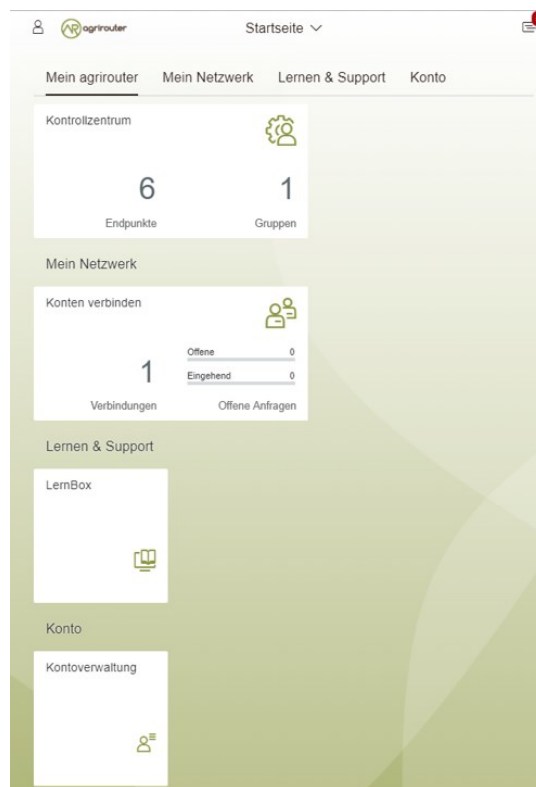 AR agrirouter
Startseite
Mein agrirouter Mein Netzwerk Lernen & Support Konto
Kontrollzentrum
6 1
Endpunkte Gruppen
Mein Netzwerk
Konten verbinden
Offene 0
1
Eingehend 0
Verbindungen Offene Anfragen
Lernen & Support
LernBox
Konto
Kontoverwaltung